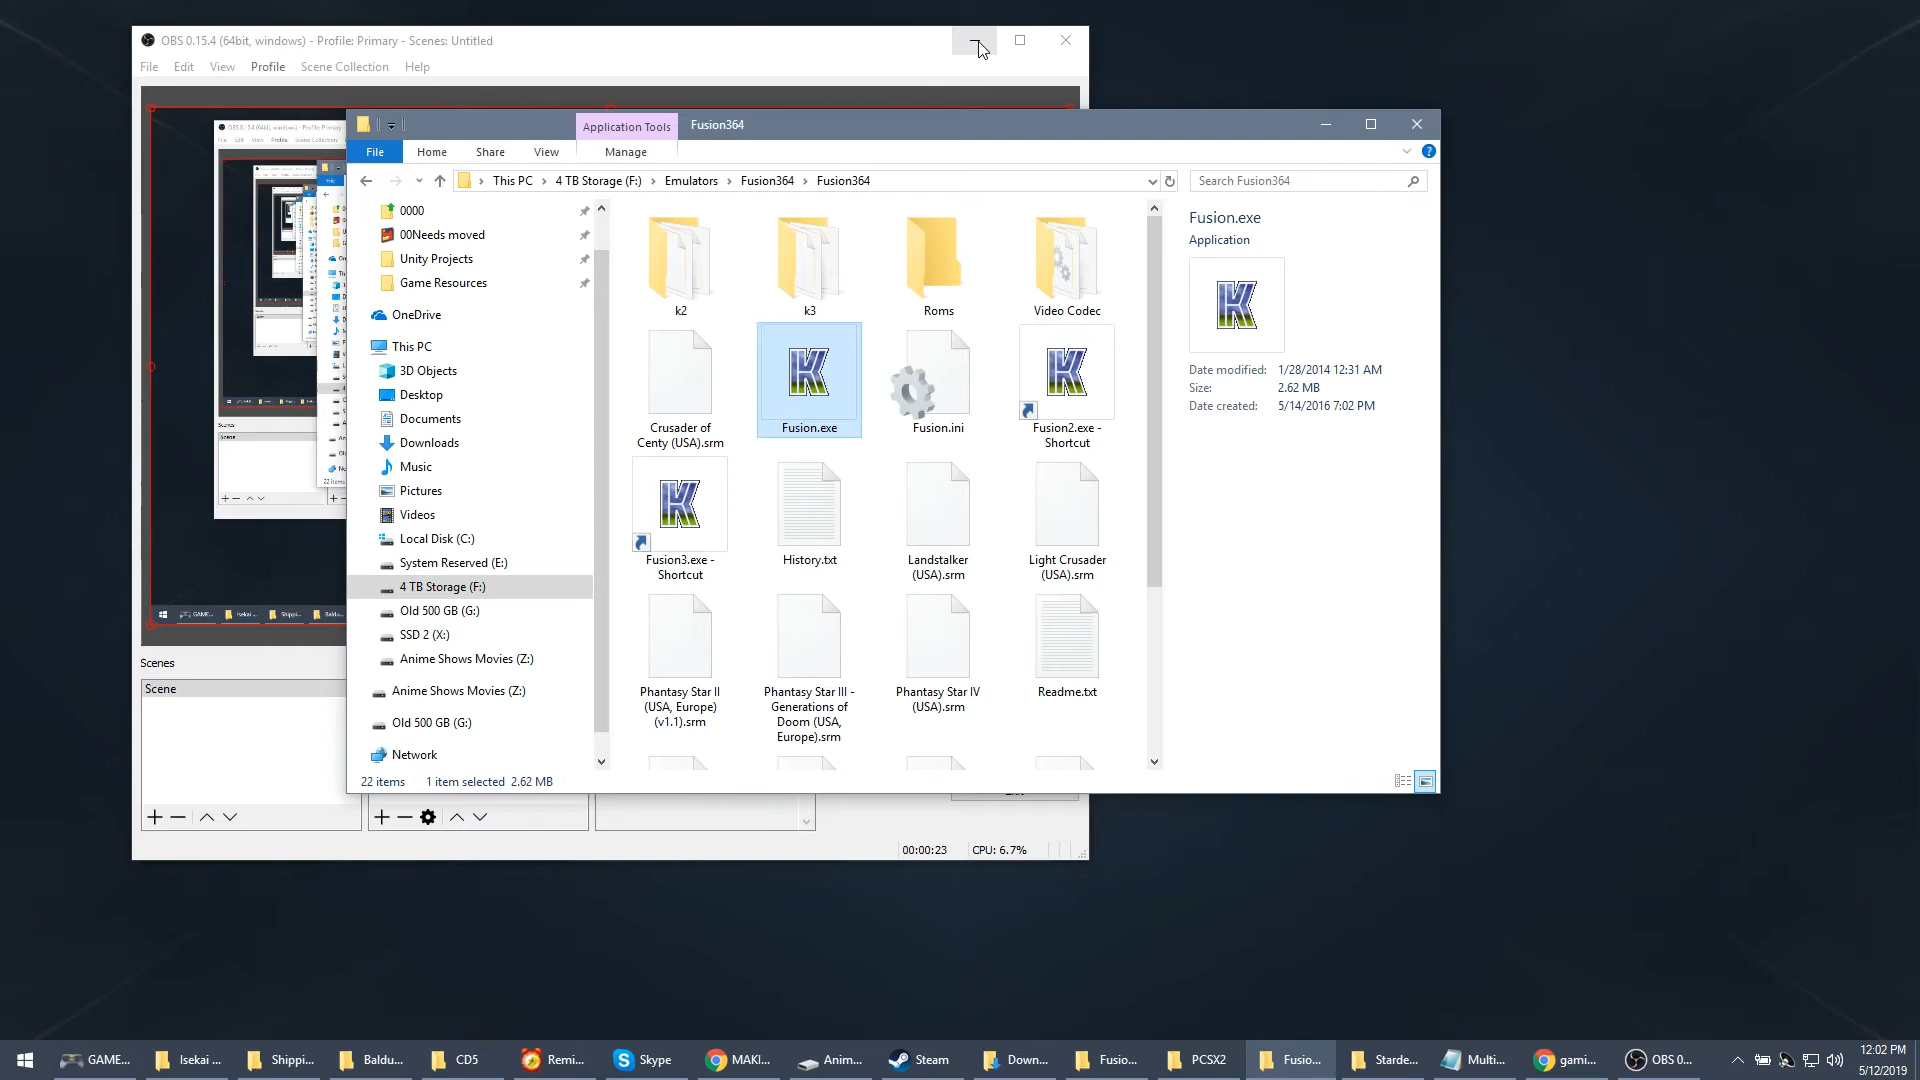 OBS 0.15.4 (64bit, windows) - Profile: Primary - Scenes: Untitled
File Edit View Profile Scene Collection Help
Application Tools Fusion364
File Home Share View Manage
This PC 4 TB Storage (F:) Emulators Fusion364 Fusion364
Search Fusion364
0000
00Needs moved
Unity Projects
Game Resources
OneDrive
This PC
3D Objects
Desktop
Documents
Downloads
Music
Pictures
Videos
Local Disk (C:)
System Reserved (E:)
4 TB Storage (F:)
Old 500 GB (G:)
SSD 2 (X:)
Anime Shows Movies (Z:)
Anime Shows Movies (Z:)
Old 500 GB (G:)
Network
k2 k3 Roms Video Codec
Crusader of
Centy (USA).srm
Fusion.exe
Fusion.ini
Fusion2.exe -
Shortcut
Fusion3.exe -
Shortcut
History.txt
Landstalker
(USA).srm
Light Crusader
(USA).srm
Phantasy Star II
(USA, Europe)
(v1.1).srm
Phantasy Star III -
Generations of
Doom (USA,
Europe).srm
Phantasy Star IV
(USA).srm
Readme.txt
Fusion.exe
Application
Date modified: 1/28/2014 12:31 AM
Size: 2.62 MB
Date created: 5/14/2016 7:02 PM
22 items 1 item selected 2.62 MB
Scenes
Scene
00:00:23 CPU: 6.7%
GAME... Isekai ... Shippi... Baldu... CD5 Remi... Skype MAKI... Anim... Steam Down... Fusio... PCSX2 Fusio... Starde... Multi... gami... OBS 0...
12:02 PM
5/12/2019